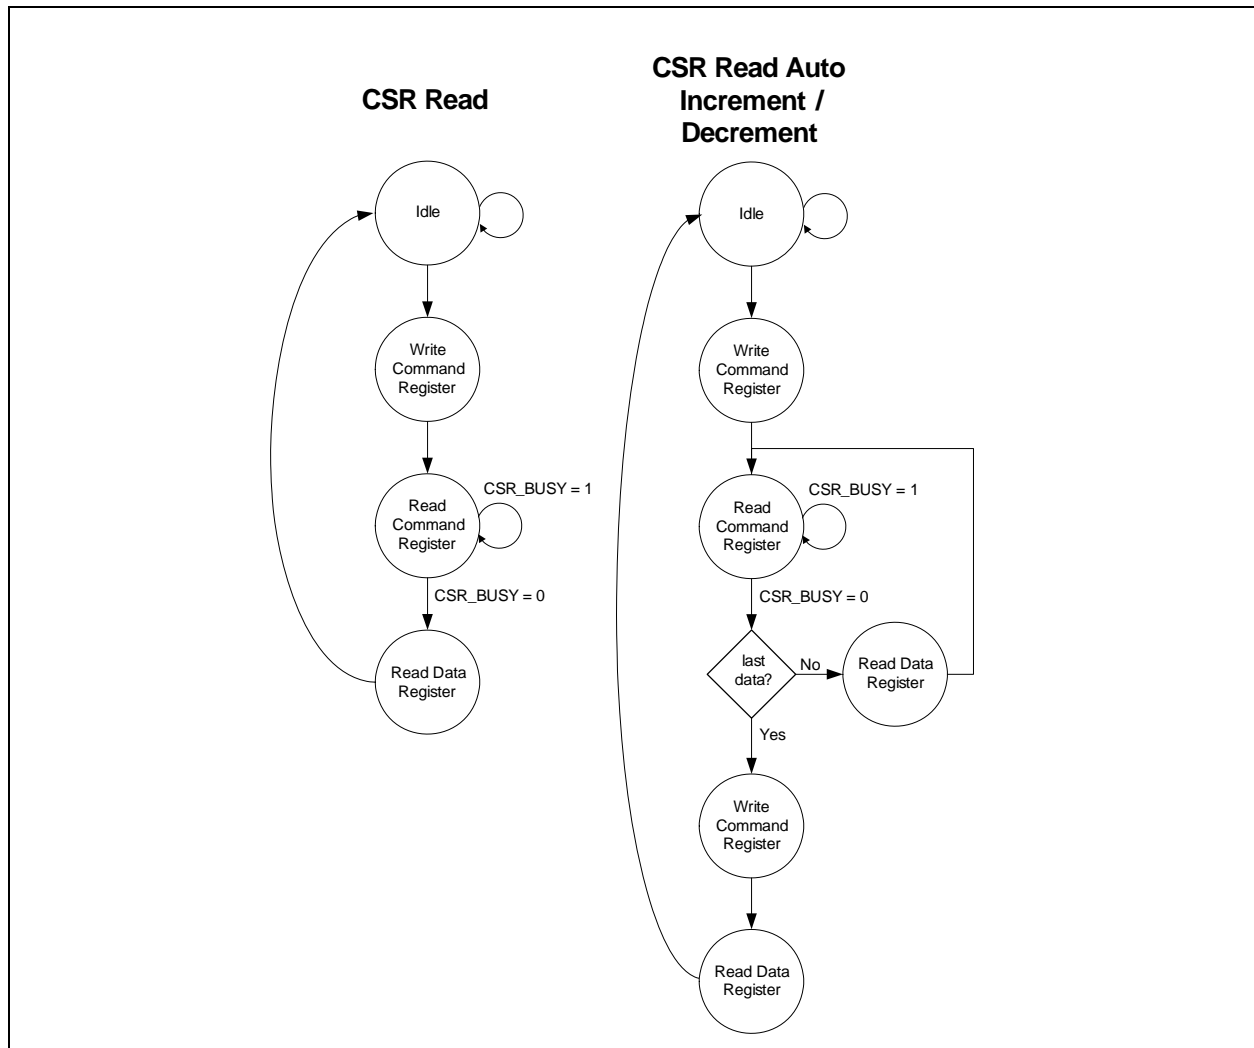 CSR Read
Idle
Write
Command
Register
Read
Command
Register
CSR_BUSY = 1
CSR_BUSY = 0
Read Data
Register
CSR Read Auto
Increment /
Decrement
Idle
Write
Command
Register
Read
Command
Register
CSR_BUSY = 1
CSR_BUSY = 0
last
data?
No
Read Data
Register
Yes
Write
Command
Register
Read Data
Register